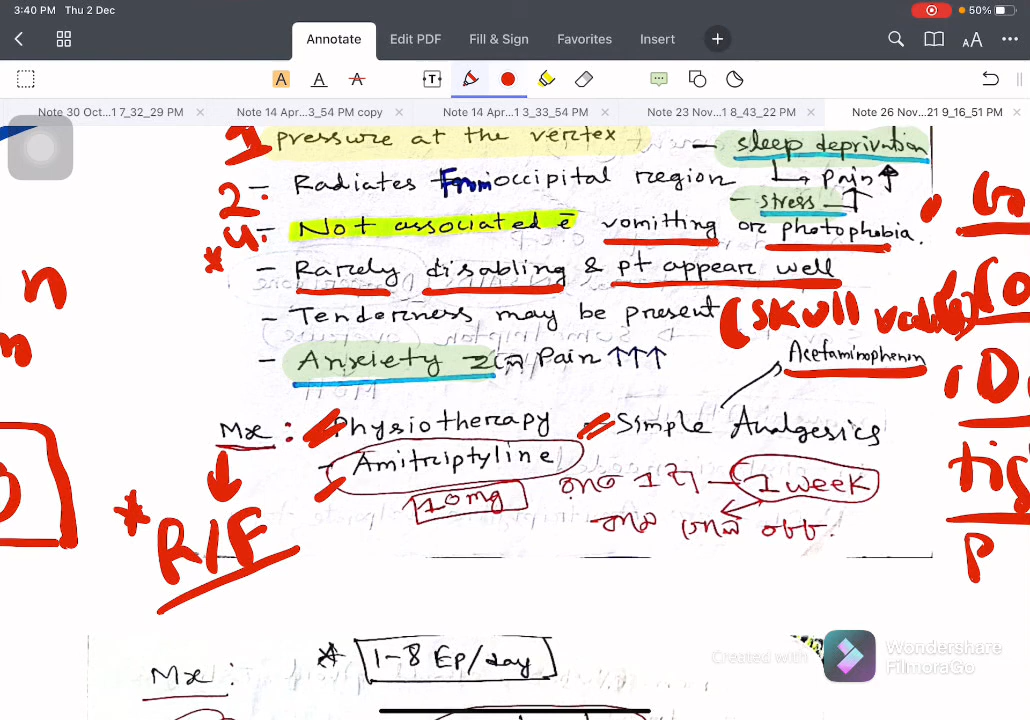 3:40 PM Thu 2 Dec
50%
Annotate Edit PDF Fill & Sign Favorites Insert
Note 30 Oct...1 7_32_29 PM
Note 14 Apr...3_54 PM copy
Note 14 Apr...1 3_33_54 PM
Note 23 Nov...1 8_43_22 PM
Note 26 Nov...21 9_16_51 PM
1 pressure at the vertex
- sleep deprivation
↳ pain ↑
2. - Radiates From occipital region
- stress ↑
*4. - Not associated c̄ vomitting or photophobia.
- Rarely disabling & pt appear well
- Tenderness may be present (skull vault)
- Anxiety Pain ↑↑↑
Acetaminophenon
Mx : - Physiotherapy - Simple Analgesics
- Amitriptyline
10mg
1 week
* R/F
* 1-8 Ep/day
Mx :
Created with
Wondershare
FilmoraGo